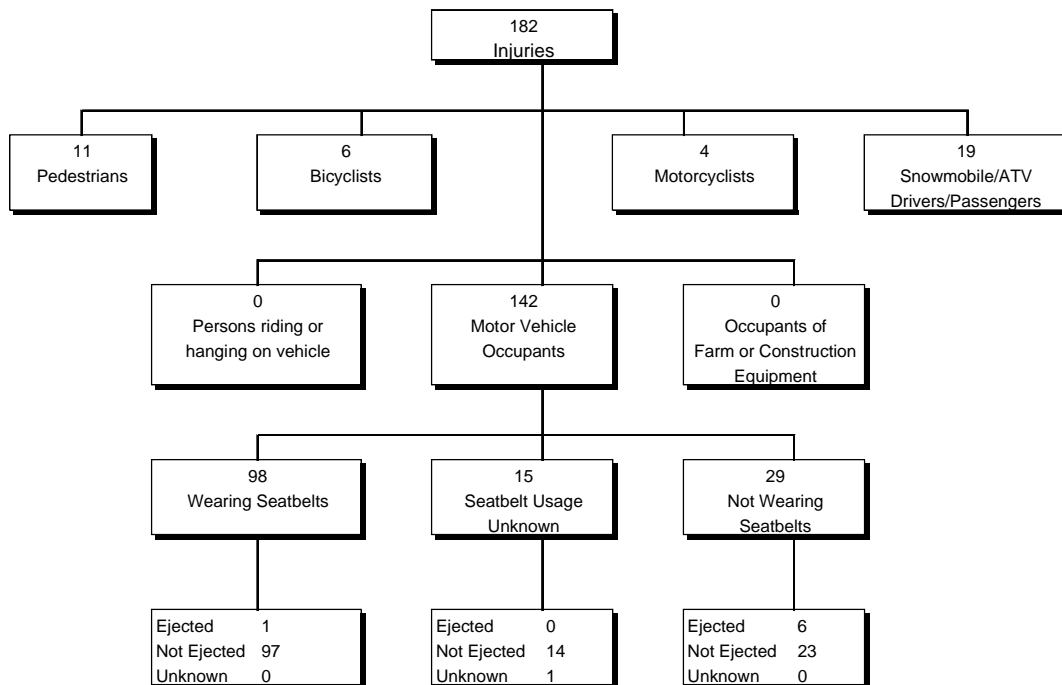 182
Injuries
11
Pedestrians
6
Bicyclists
4
Motorcyclists
19
Snowmobile/ATV
Drivers/Passengers
0
Persons riding or
hanging on vehicle
142
Motor Vehicle
Occupants
0
Occupants of
Farm or Construction
Equipment
98
Wearing Seatbelts
15
Seatbelt Usage
Unknown
29
Not Wearing
Seatbelts
Ejected 1
Not Ejected 97
Unknown 0
Ejected 0
Not Ejected 14
Unknown 1
Ejected 6
Not Ejected 23
Unknown 0